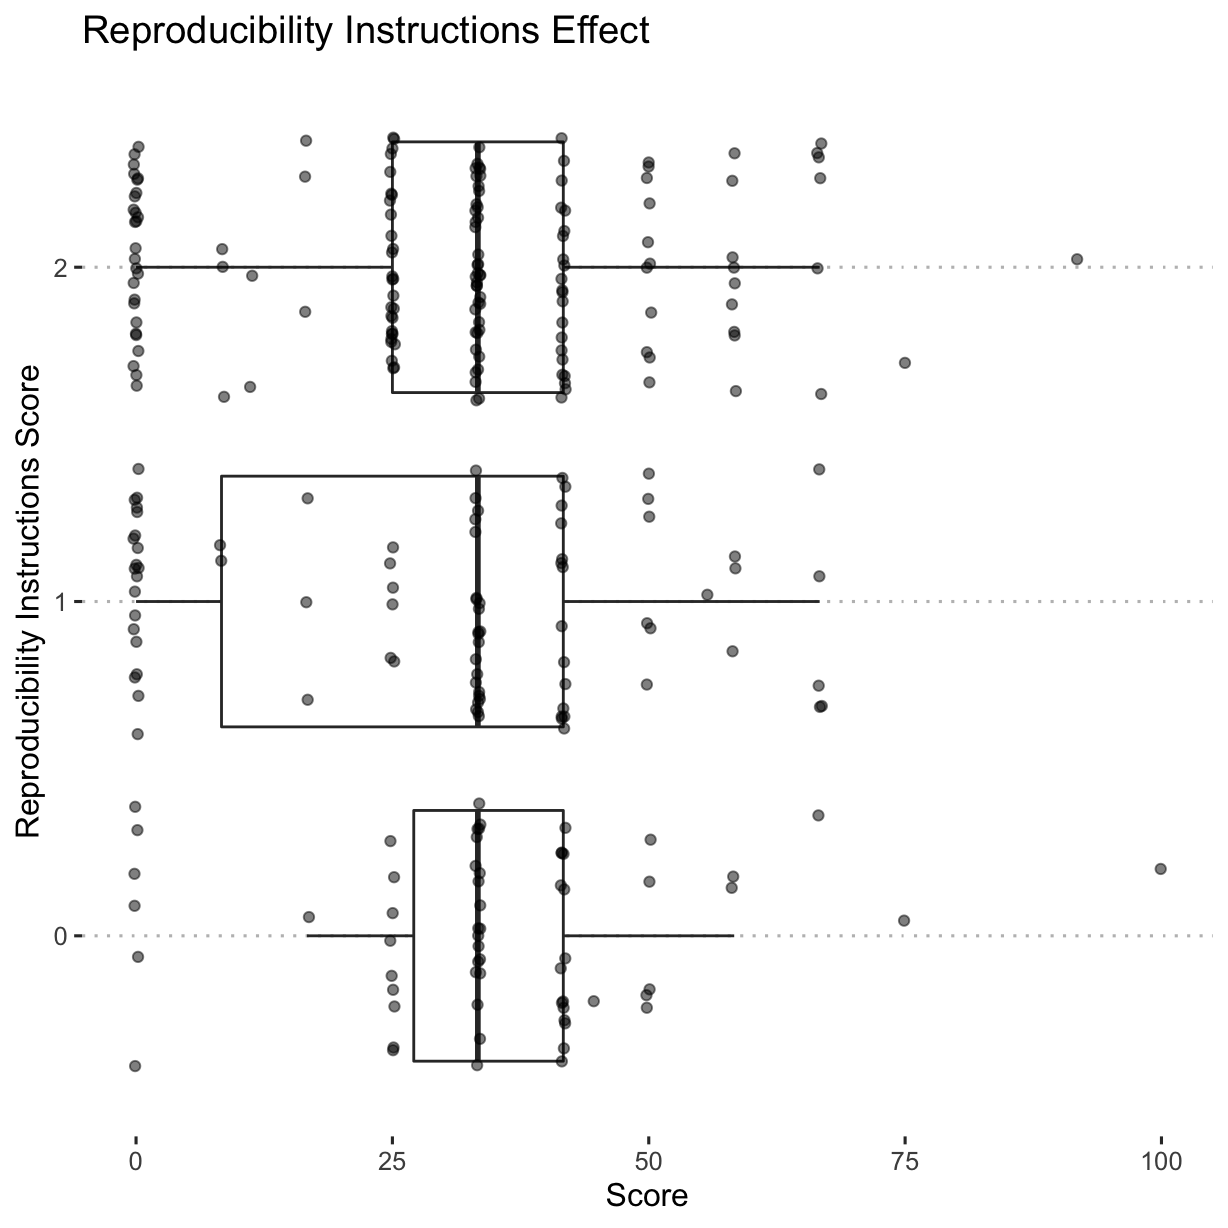 Reproducibility Instructions Effect
Reproducibility Instructions Score
2
1
0
0 25 50 75 100
Score